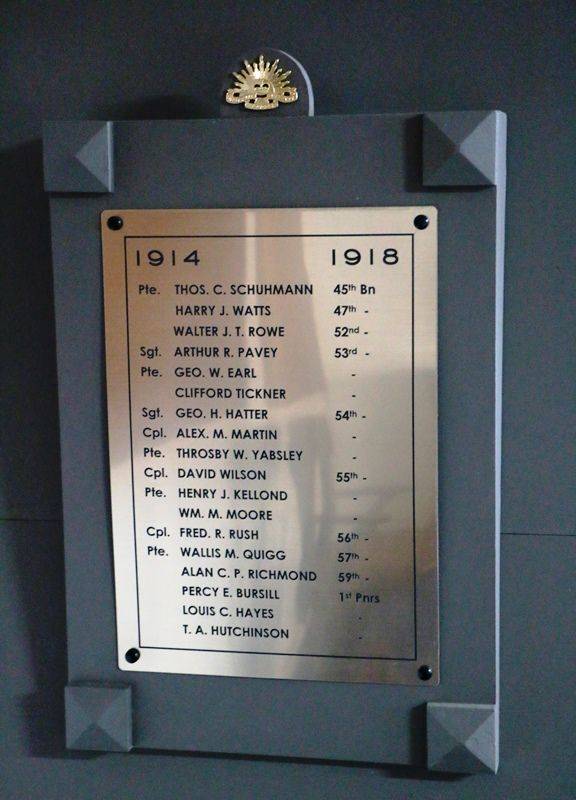 1914 1918
Pte. THOS. C. SCHUHMANN 45th Bn
HARRY J. WATTS 47th -
WALTER J. T. ROWE 52nd -
Sgt. ARTHUR R. PAVEY 53rd -
Pte. GEO. W. EARL -
CLIFFORD TICKNER -
Sgt. GEO. H. HATTER 54th -
Cpl. ALEX. M. MARTIN -
Pte. THROSBY W. YABSLEY -
Cpl. DAVID WILSON 55th -
Pte. HENRY J. KELLOND -
WM. M. MOORE -
Cpl. FRED. R. RUSH 56th -
Pte. WALLIS M. QUIGG 57th -
ALAN C. P. RICHMOND 59th -
PERCY E. BURSILL 1st Pnrs
LOUIS C. HAYES -
T. A. HUTCHINSON -